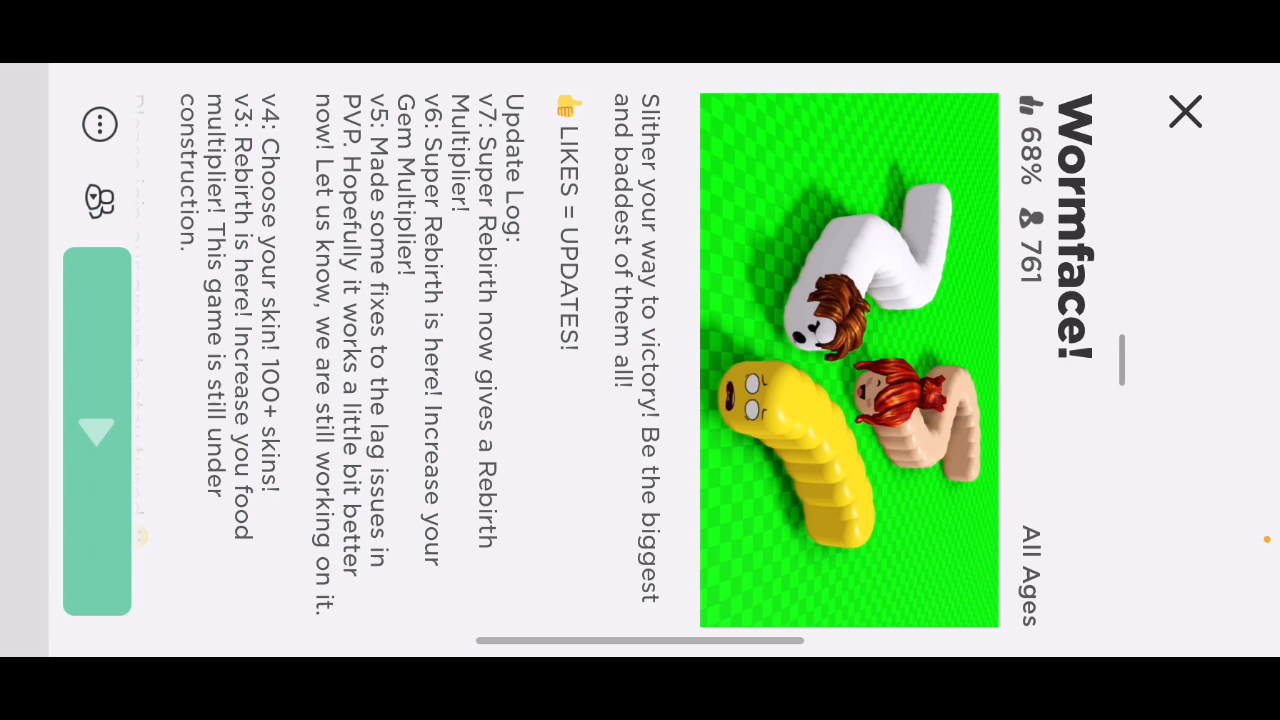 Wormface!
68% 761 All Ages
Slither your way to victory! Be the biggest
and baddest of them all!
👍 LIKES = UPDATES!
Update Log:
v7: Super Rebirth now gives a Rebirth
Multiplier!
v6: Super Rebirth is here! Increase your
Gem Multiplier!
v5: Made some fixes to the lag issues in
PVP. Hopefully it works a little bit better
now! Let us know, we are still working on it.
v4: Choose your skin! 100+ skins!
v3: Rebirth is here! Increase you food
multiplier! This game is still under
construction.